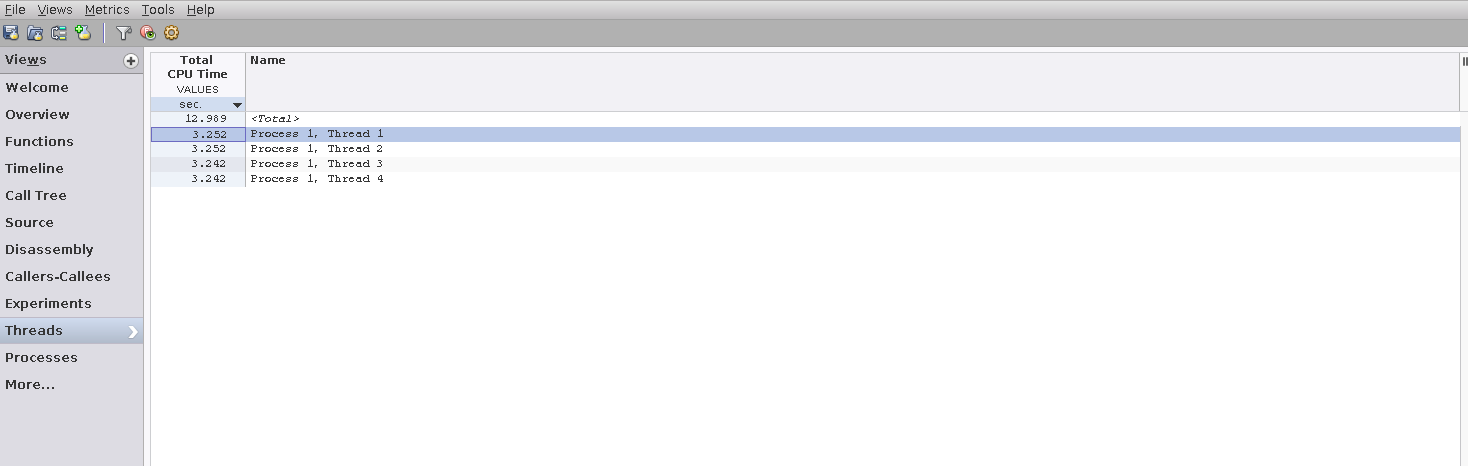 File Views Metrics Tools Help
Views
Welcome
Overview
Functions
Timeline
Call Tree
Source
Disassembly
Callers-Callees
Experiments
Threads
Processes
More...
Total Name
CPU Time
VALUES
sec.
12.989 <Total>
3.252 Process 1, Thread 1
3.252 Process 1, Thread 2
3.242 Process 1, Thread 3
3.242 Process 1, Thread 4